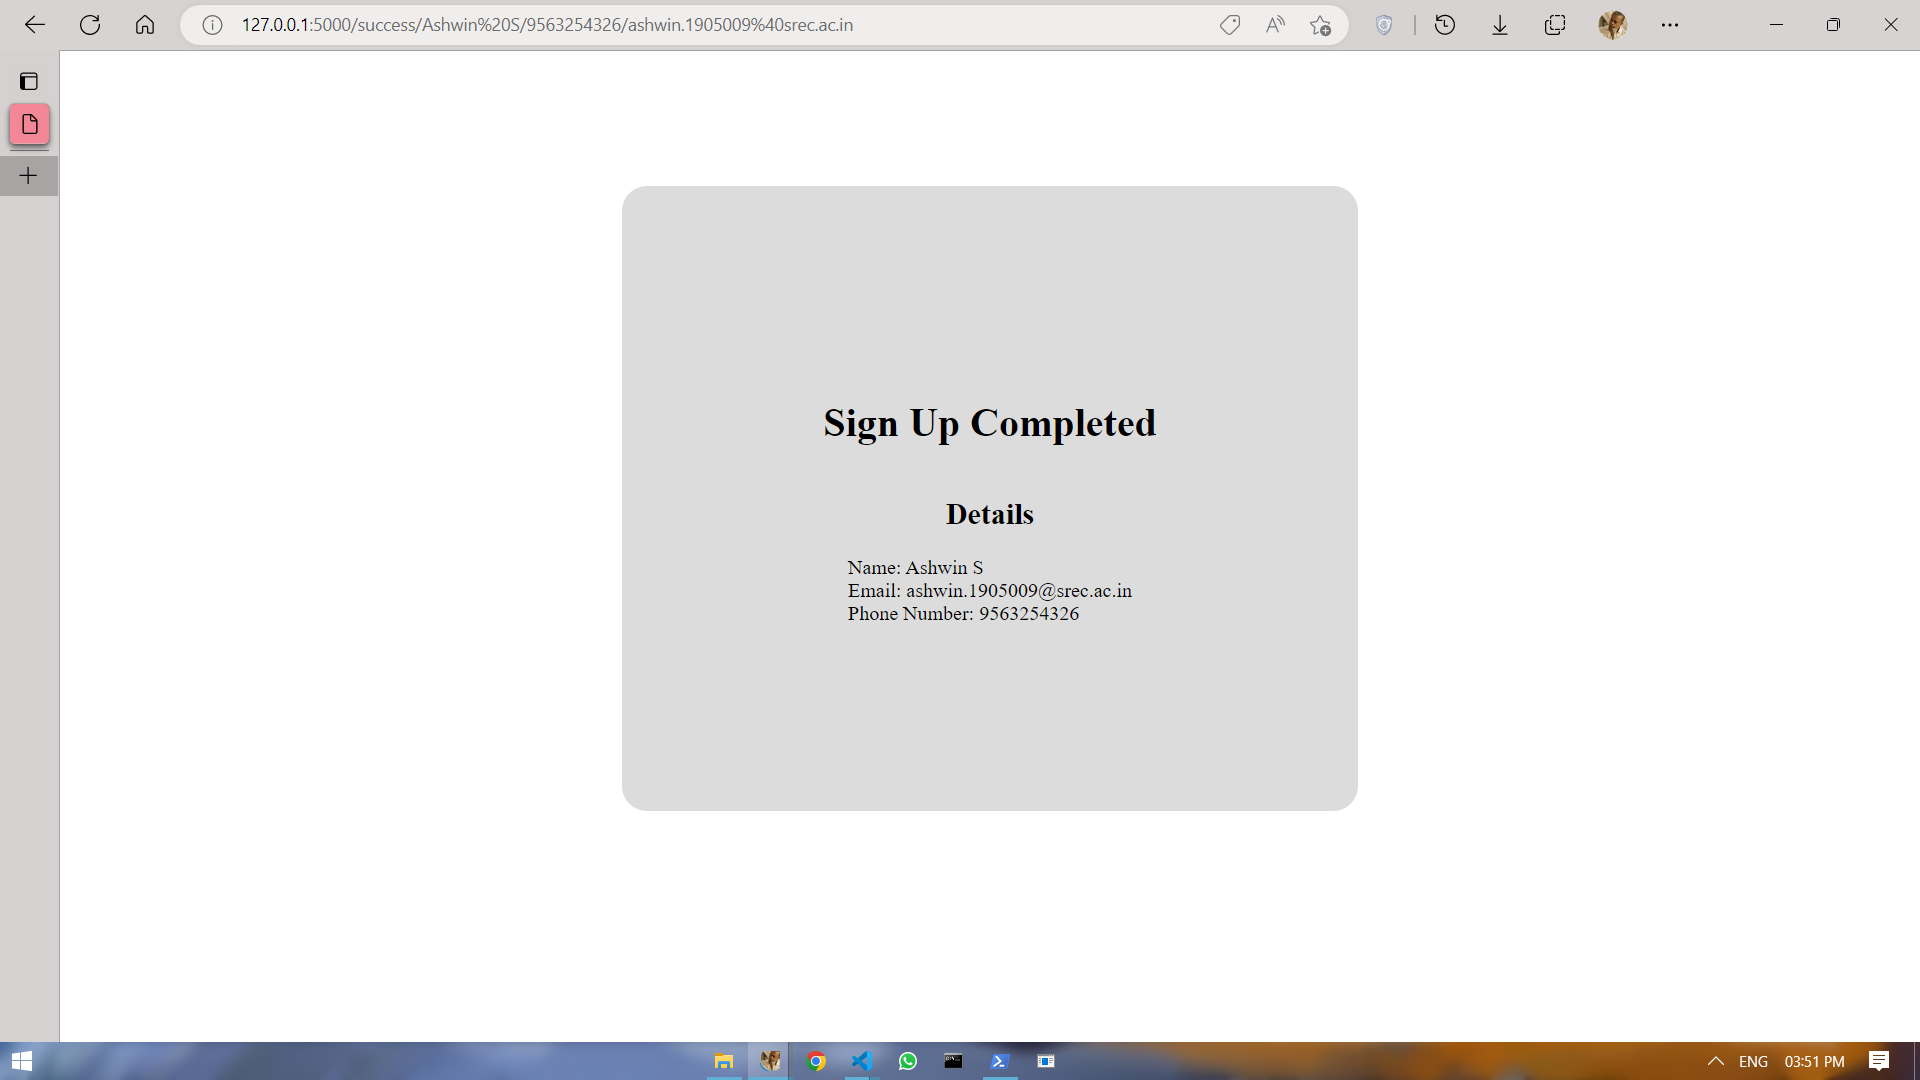 127.0.0.1:5000/success/Ashwin%20S/9563254326/ashwin.1905009%40srec.ac.in
Sign Up Completed
Details
Name: Ashwin S
Email: ashwin.1905009@srec.ac.in
Phone Number: 9563254326
ENG 03:51 PM